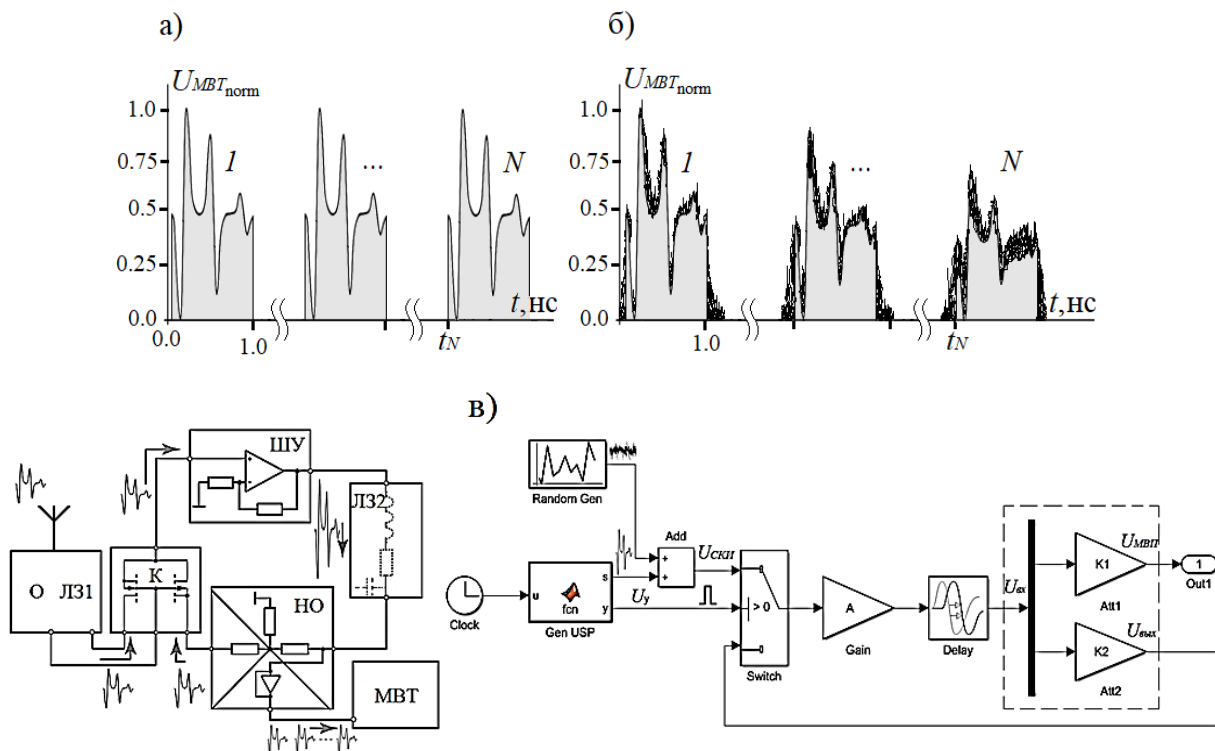 а)
б)
U_МВТ norm
U_МВТ norm
1.0
0.75
0.5
0.25
0.0
1
...
N
t,нс
0.0
1.0
t_N
1.0
0.75
0.5
0.25
0.0
1
...
N
t,нс
1.0
t_N
в)
ШУ
ЛЗ2
О ЛЗ1
К
НО
МВТ
Random Gen
Add
U_СКИ
Clock
u
fcn
s
y
Gen USP
U_у
> 0
Switch
A
Gain
Delay
U_вх
K1
Att1
U_МВП
1
Out1
K2
Att2
U_вых